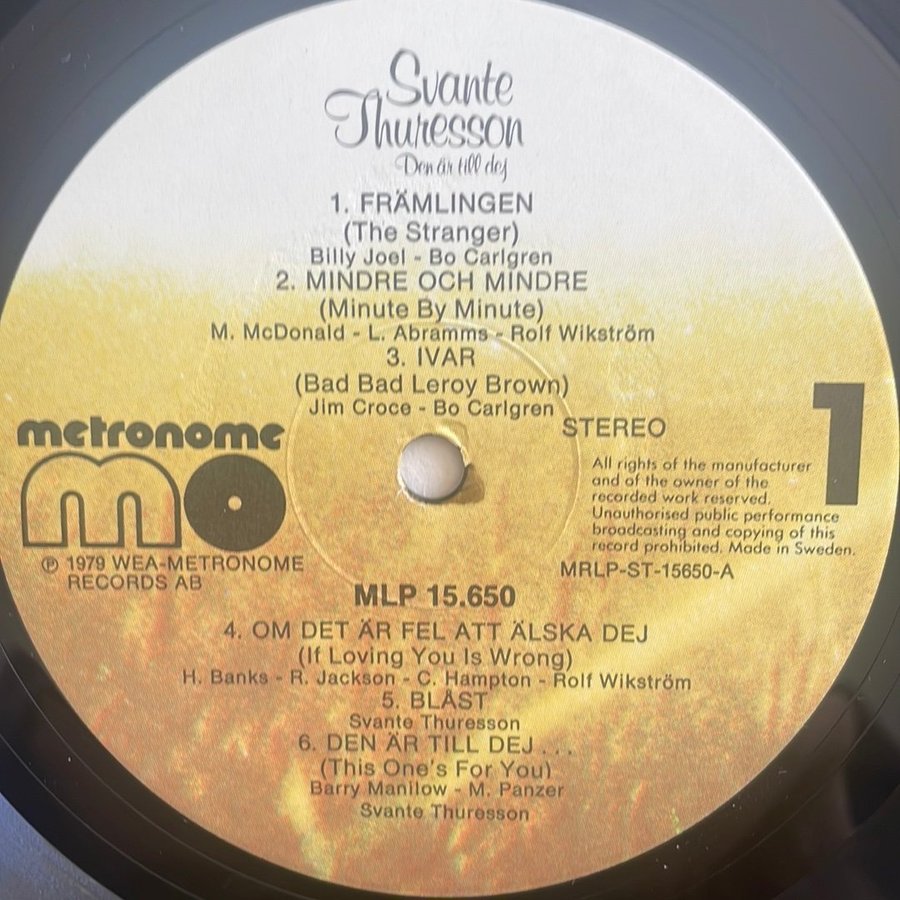 Svante
Thuresson
Den är till dej
1. FRÄMLINGEN
(The Stranger)
Billy Joel - Bo Carlgren
2. MINDRE OCH MINDRE
(Minute By Minute)
M. McDonald - L. Abramms - Rolf Wikström
3. IVAR
(Bad Bad Leroy Brown)
Jim Croce - Bo Carlgren
metronome
mo
℗ 1979 WEA-METRONOME
RECORDS AB
STEREO
1
All rights of the manufacturer
and of the owner of the
recorded work reserved.
Unauthorised public performance
broadcasting and copying of this
record prohibited. Made in Sweden.
MRLP-ST-15650-A
MLP 15.650
4. OM DET ÄR FEL ATT ÄLSKA DEJ
(If Loving You Is Wrong)
H. Banks - R. Jackson - C. Hampton - Rolf Wikström
5. BLÅST
Svante Thuresson
6. DEN ÄR TILL DEJ . . .
(This One's For You)
Barry Manilow - M. Panzer
Svante Thuresson